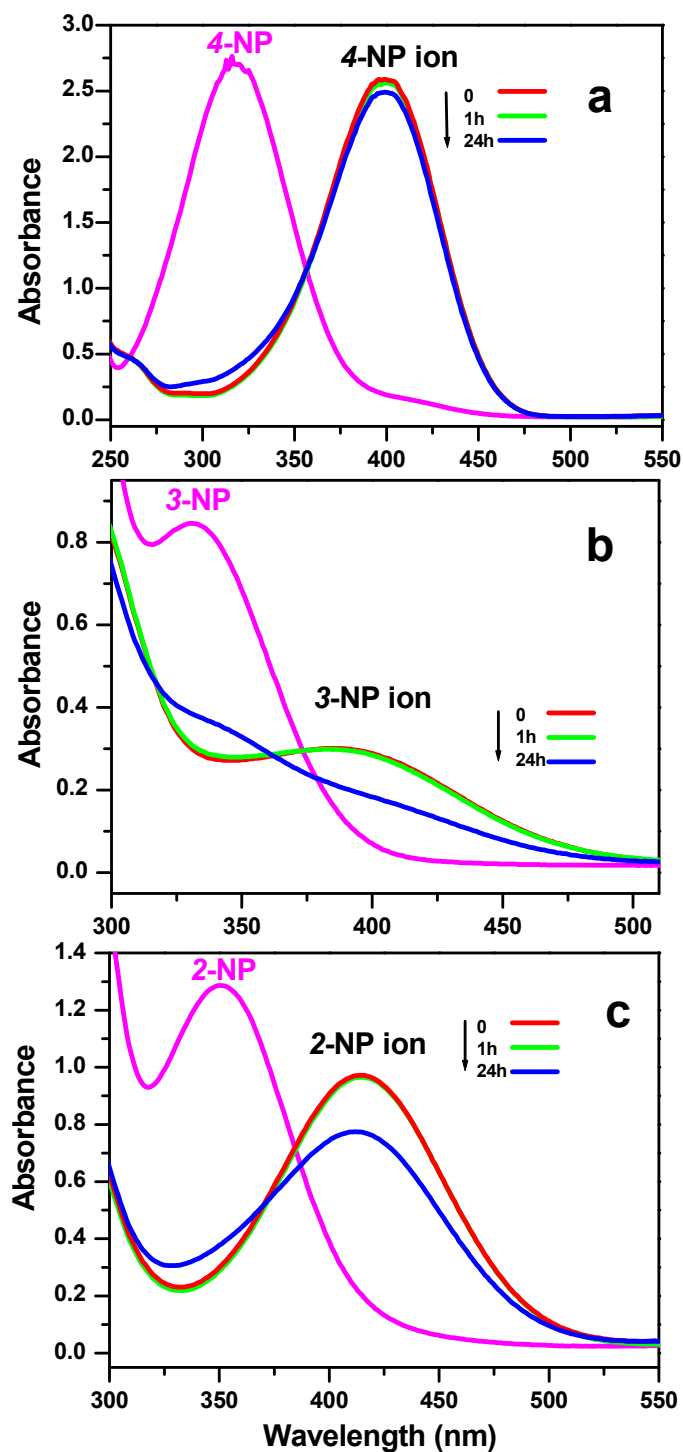 4-NP
4-NP ion
a
0
1h
24h
3.0
2.5
2.0
1.5
1.0
0.5
0.0
Absorbance
250 300 350 400 450 500 550
3-NP
b
3-NP ion
0
1h
24h
0.8
0.6
0.4
0.2
0.0
Absorbance
300 350 400 450 500
2-NP
c
2-NP ion
0
1h
24h
1.4
1.2
1.0
0.8
0.6
0.4
0.2
0.0
Absorbance
300 350 400 450 500 550
Wavelength (nm)